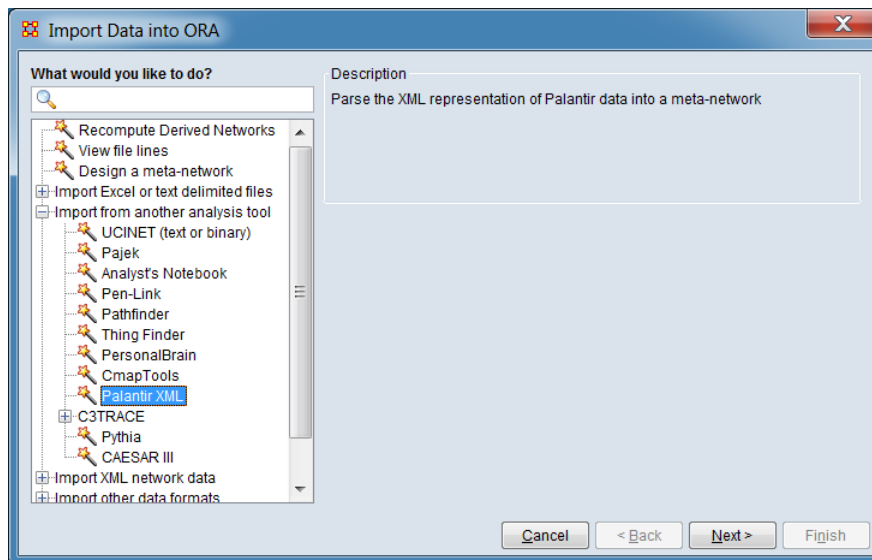 Import Data into ORA
What would you like to do?
Recompute Derived Networks
View file lines
Design a meta-network
Import Excel or text delimited files
Import from another analysis tool
UCINET (text or binary)
Pajek
Analyst's Notebook
Pen-Link
Pathfinder
Thing Finder
PersonalBrain
CmapTools
Palantir XML
C3TRACE
Pythia
CAESAR III
Import XML network data
Import other data formats
Description
Parse the XML representation of Palantir data into a meta-network
Cancel
< Back
Next >
Finish